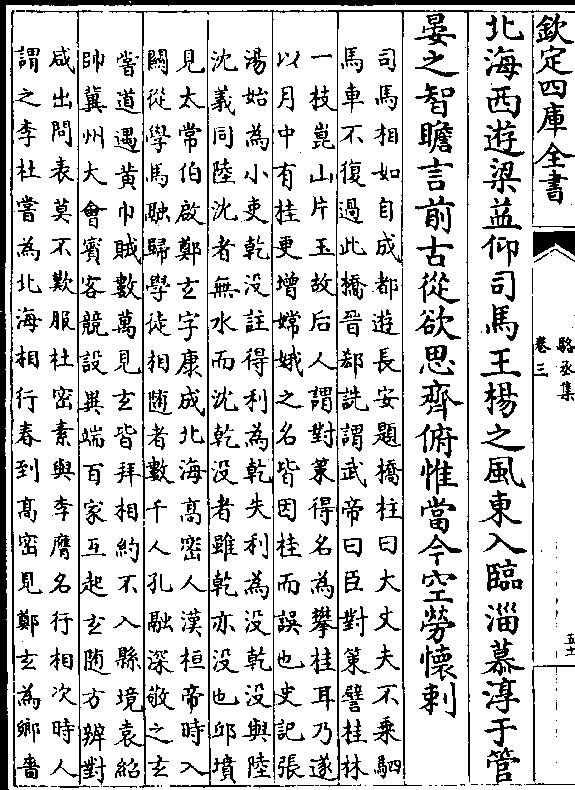 欽定四庫全書
駱丞集
卷三
北海西遊梁益仰司馬王楊之風東入臨淄慕淳于管
晏之智瞻言前古從欲思齊俯惟當今空勞懷刺
司馬相如自成都遊長安題橋柱曰大丈夫不乘駟
馬車不復過此橋晉郄詵謂武帝曰臣對策譬桂林
一枝崑山片玉故后人謂對策得名為攀桂耳乃遂
以月中有桂更增嫦娥之名皆因桂而誤也史記張
湯始為小吏乾没註得利為乾失利為没乾没與陸
沈義同陸沈者無水而沈乾没者雖乾亦没也邱墳
見太常伯啟鄭玄字康成北海高密人漢桓帝時入
關從學馬融歸學徒相随者數千人孔融深敬之玄
嘗道遇黄巾賊數萬見玄皆拜相約不入縣境袁紹
帥冀州大會賓客競設異端百家互起玄随方辨對
咸出問表莫不歎服杜密素與李膺名行相次時人
謂之李杜嘗為北海相行春到高密見鄭玄為鄉嗇